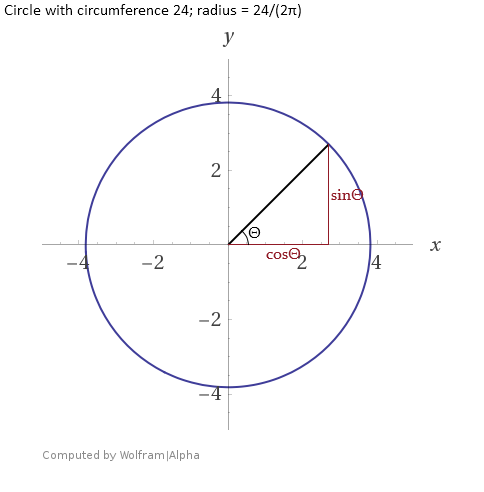 Circle with circumference 24; radius = 24/(2π)
y
4
2
sinΘ
Θ
x
cosΘ
−4
−2
2
4
−2
−4
Computed by Wolfram|Alpha